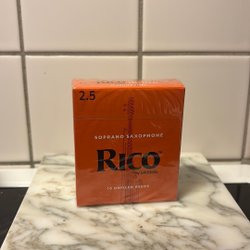 2.5
SOPRANO SAXOPHONE
RICO
10 UNFILED REEDS